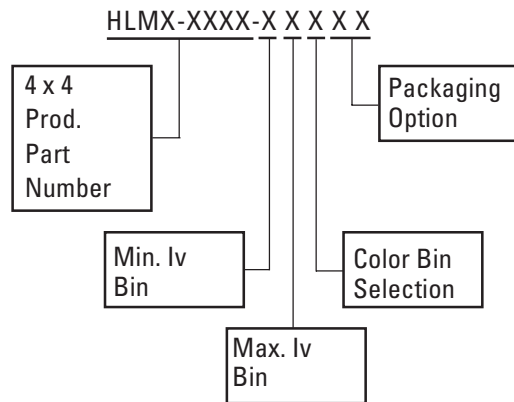 HLMX-XXXX-X X X X X
4 x 4
Prod.
Part
Number
Packaging
Option
Min. Iv
Bin
Color Bin
Selection
Max. Iv
Bin